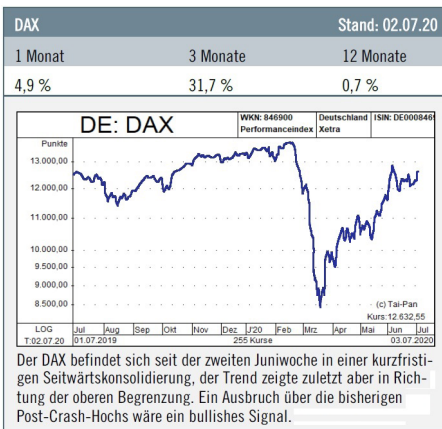 DAX Stand: 02.07.20
1 Monat 3 Monate 12 Monate
4,9 % 31,7 % 0,7 %
DE: DAX
WKN: 846900 Deutschland ISIN: DE0008469
Performanceindex Xetra
Punkte
13.000,00
12.000,00
11.000,00
10.000,00
9.500,00
9.000,00
8.500,00
(c) Tai-Pan
Kurs:12.632,55
LOG Jul Aug Sep Okt Nov Dez J'20 Feb Mrz Apr Mai Jun Jul
T:02.07.20 01.07.2019 255 Kurse 03.07.2020
Der DAX befindet sich seit der zweiten Juniwoche in einer kurzfristi-
gen Seitwärtskonsolidierung, der Trend zeigte zuletzt aber in Rich-
tung der oberen Begrenzung. Ein Ausbruch über die bisherigen
Post-Crash-Hochs wäre ein bullishes Signal.